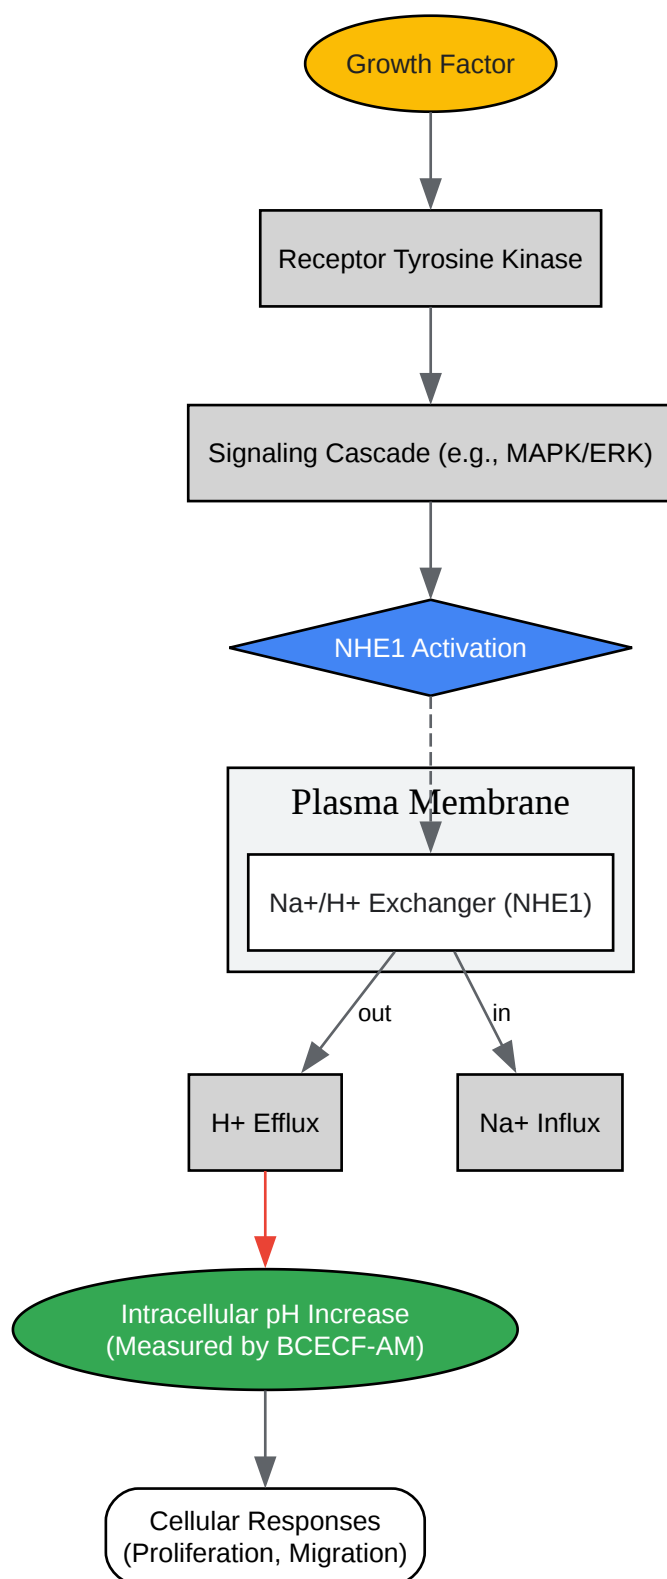 Growth Factor
Receptor Tyrosine Kinase
Signaling Cascade (e.g., MAPK/ERK)
NHE1 Activation
Plasma Membrane
Na+/H+ Exchanger (NHE1)
out
in
H+ Efflux
Na+ Influx
Intracellular pH Increase
(Measured by BCECF-AM)
Cellular Responses
(Proliferation, Migration)